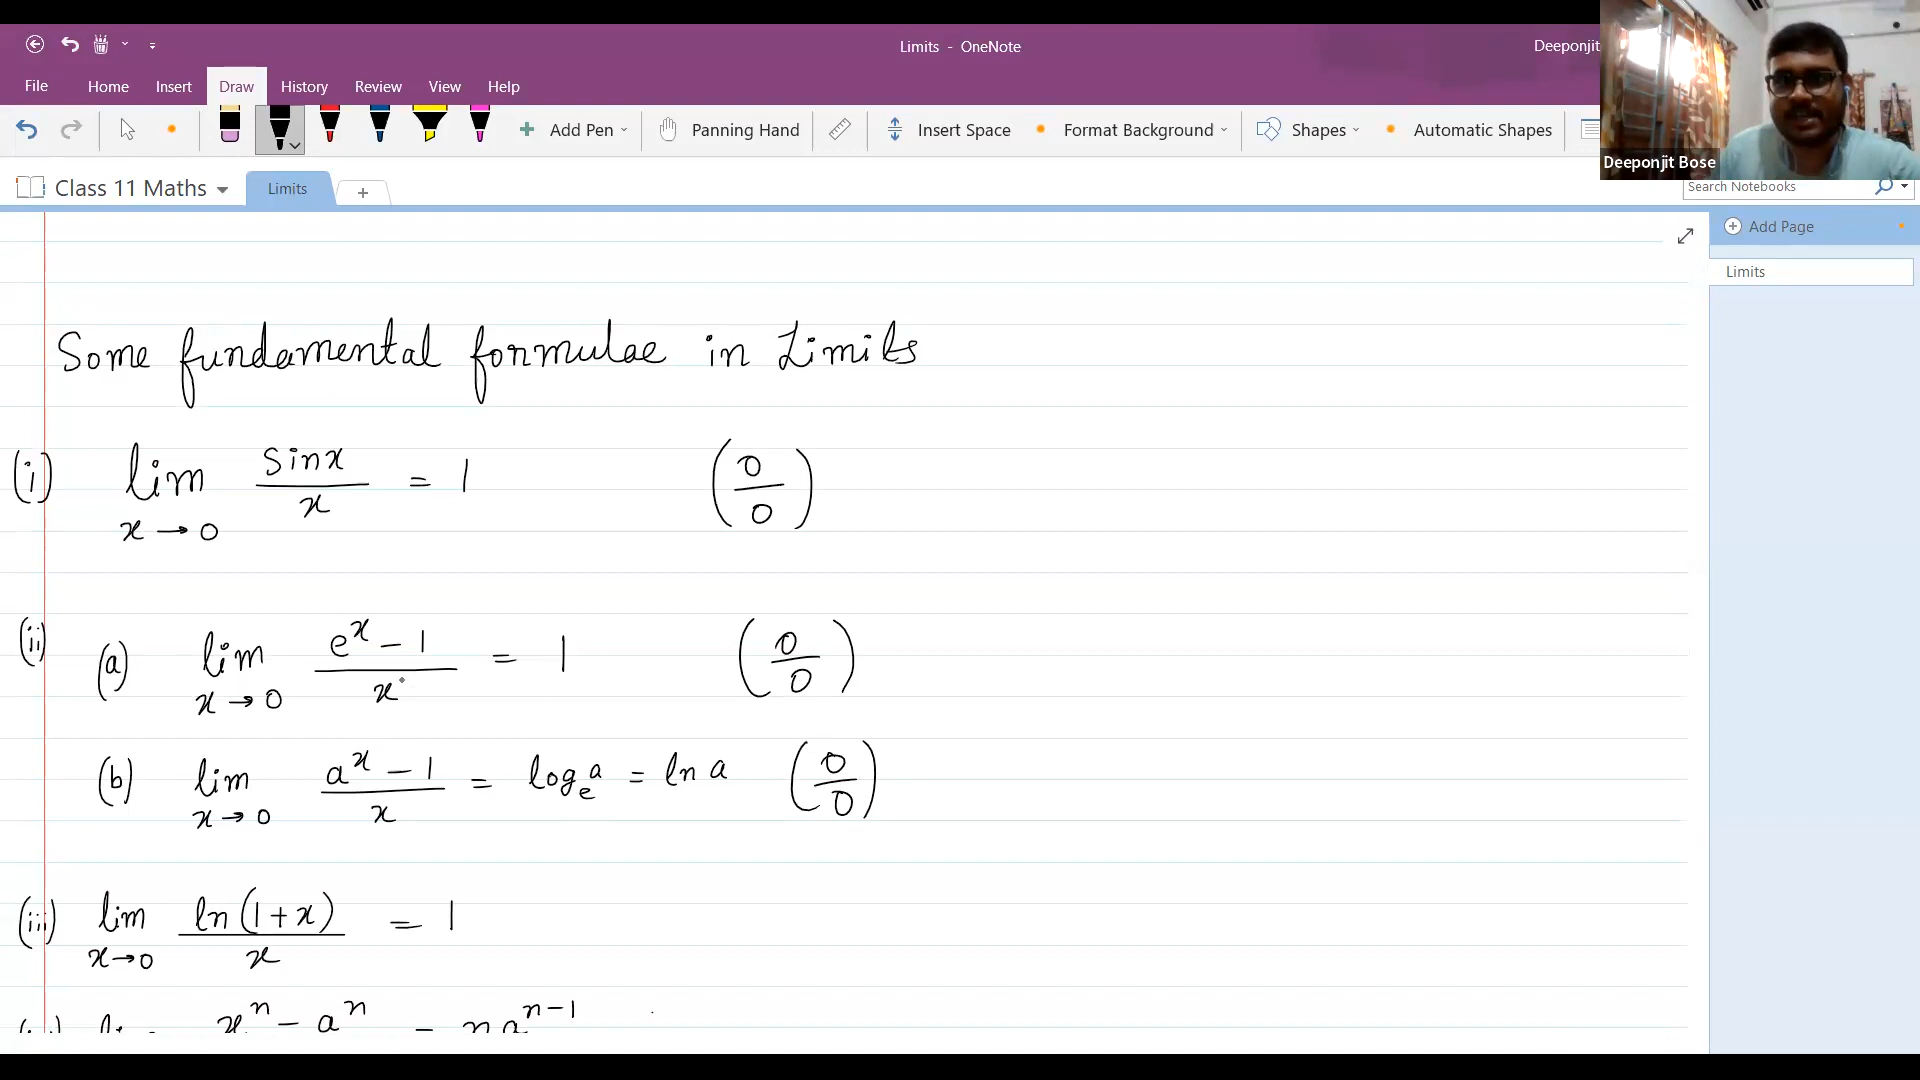 Limits - OneNote
Deeponjit
File Home Insert Draw History Review View Help
Add Pen Panning Hand Insert Space Format Background Shapes Automatic Shapes
Deeponjit Bose
Class 11 Maths Limits +
Search Notebooks
Add Page
Limits
Some fundamental formulae in Limits
(i) lim x→0 sinx/x = 1 (0/0)
(ii) (a) lim x→0 (e^x - 1)/x = 1 (0/0)
(b) lim x→0 (a^x - 1)/x = log_e a = ln a (0/0)
(iii) lim x→0 ln(1+x)/x = 1
x^n - a^n = na^(n-1)